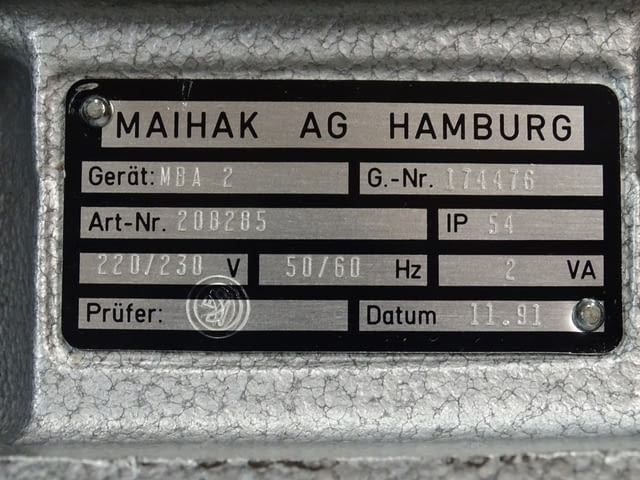 MAIHAK AG HAMBURG
Gerät: MBA 2 G.-Nr. 174476
Art-Nr. 208285 IP 54
220/230 V 50/60 Hz 2 VA
Prüfer: Datum 11.91